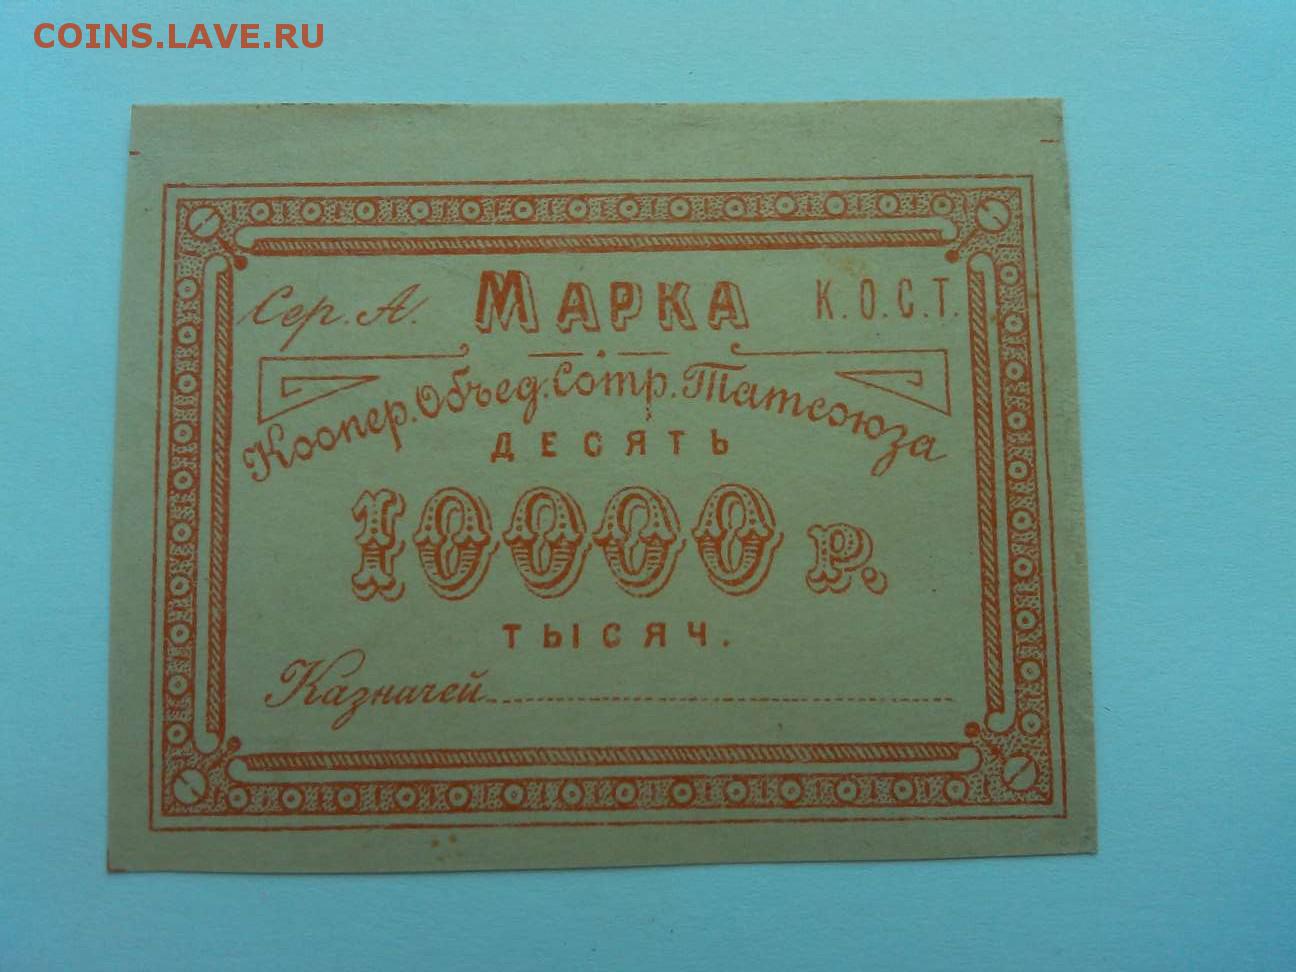 COINS.LAVE.RU
Сер. А. МАРКА К.О.С.Т.
Коопер. Объед. Сотр. Татсоюза
ДЕСЯТЬ
10000 р.
ТЫСЯЧ.
Казначей